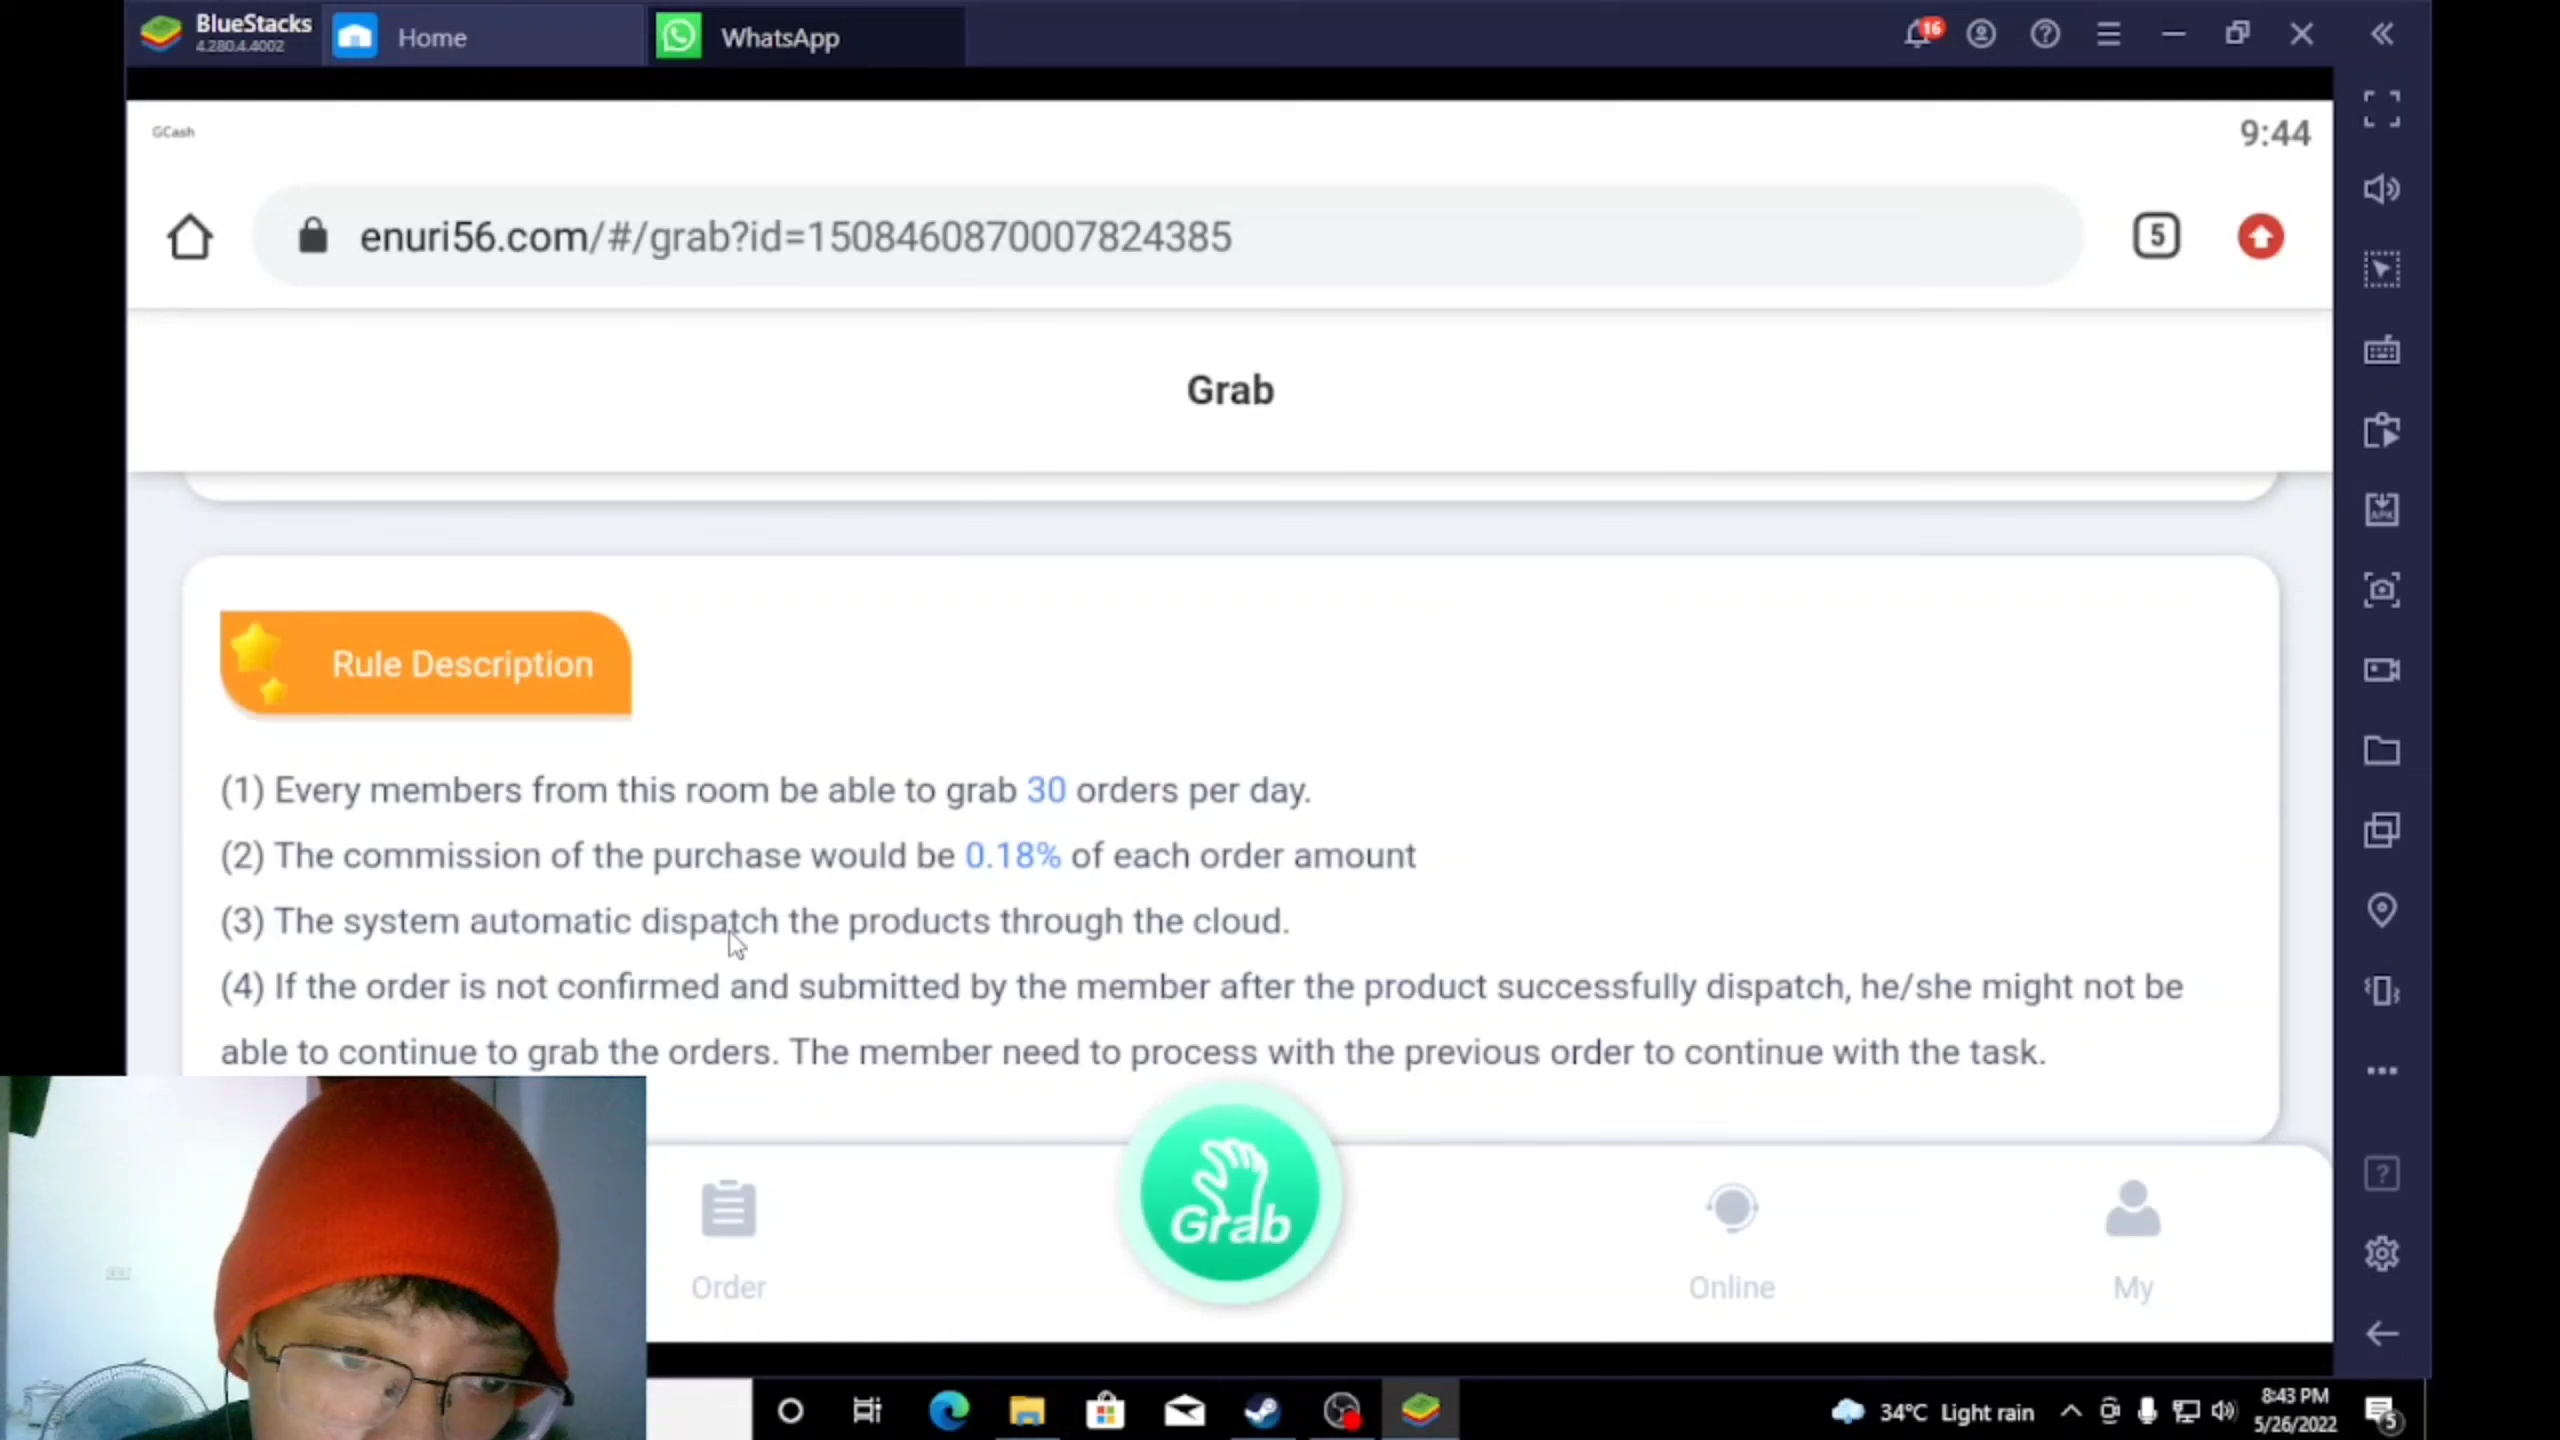 BlueStacks
4.280.4.4002
Home
WhatsApp
16
GCash
9:44
enuri56.com/#/grab?id=1508460870007824385
5
Grab
APK
Rule Description
(1) Every members from this room be able to grab 30 orders per day.
(2) The commission of the purchase would be 0.18% of each order amount
(3) The system automatic dispatch the products through the cloud.
(4) If the order is not confirmed and submitted by the member after the product successfully dispatch, he/she might not be
able to continue to grab the orders. The member need to process with the previous order to continue with the task.
Order
Grab
Online
My
34°C Light rain
8:43 PM
5/26/2022
5